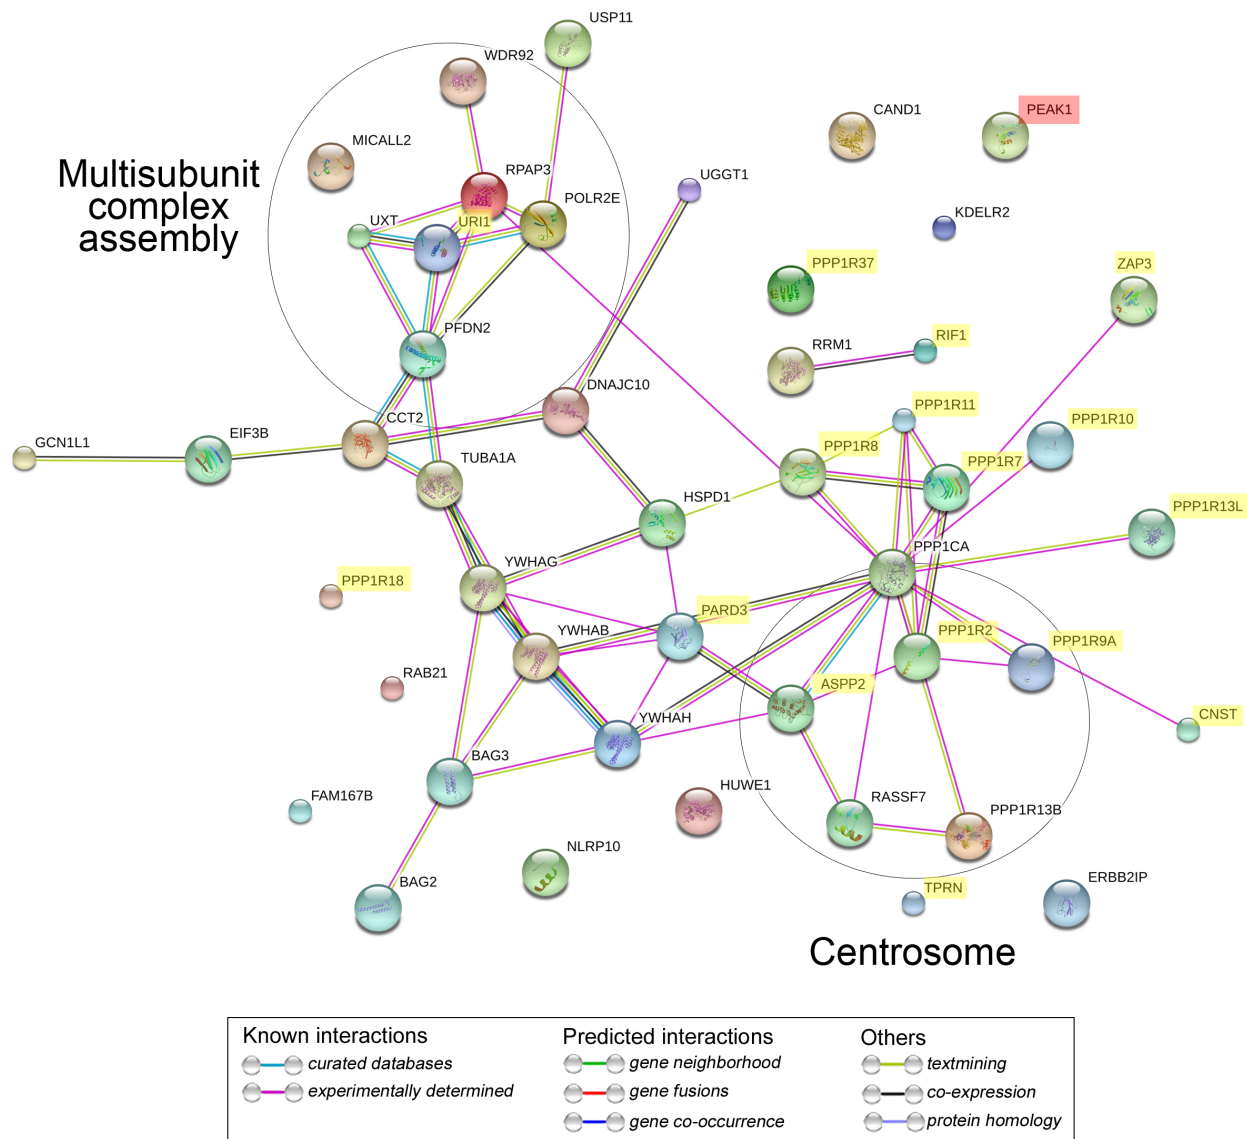 USP11
WDR92
CAND1
PEAK1
MICALL2
Multisubunit
complex
assembly
RPAP3
UGGT1
POLR2E
UXT
URI1
KDELR2
PPP1R37
ZAP3
PFDN2
RRM1
RIF1
DNAJC10
PPP1R11
CCT2
PPP1R10
GCN1L1
EIF3B
PPP1R8
TUBA1A
PPP1R7
HSPD1
PPP1R13L
PPP1CA
YWHAG
PPP1R18
PARD3
YWHAB
PPP1R2
PPP1R9A
RAB21
ASPP2
YWHAH
CNST
BAG3
HUWE1
FAM167B
RASSF7
PPP1R13B
NLRP10
BAG2
TPRN
ERBB2IP
Centrosome
Known interactions
curated databases
experimentally determined
Predicted interactions
gene neighborhood
gene fusions
gene co-occurrence
Others
textmining
co-expression
protein homology